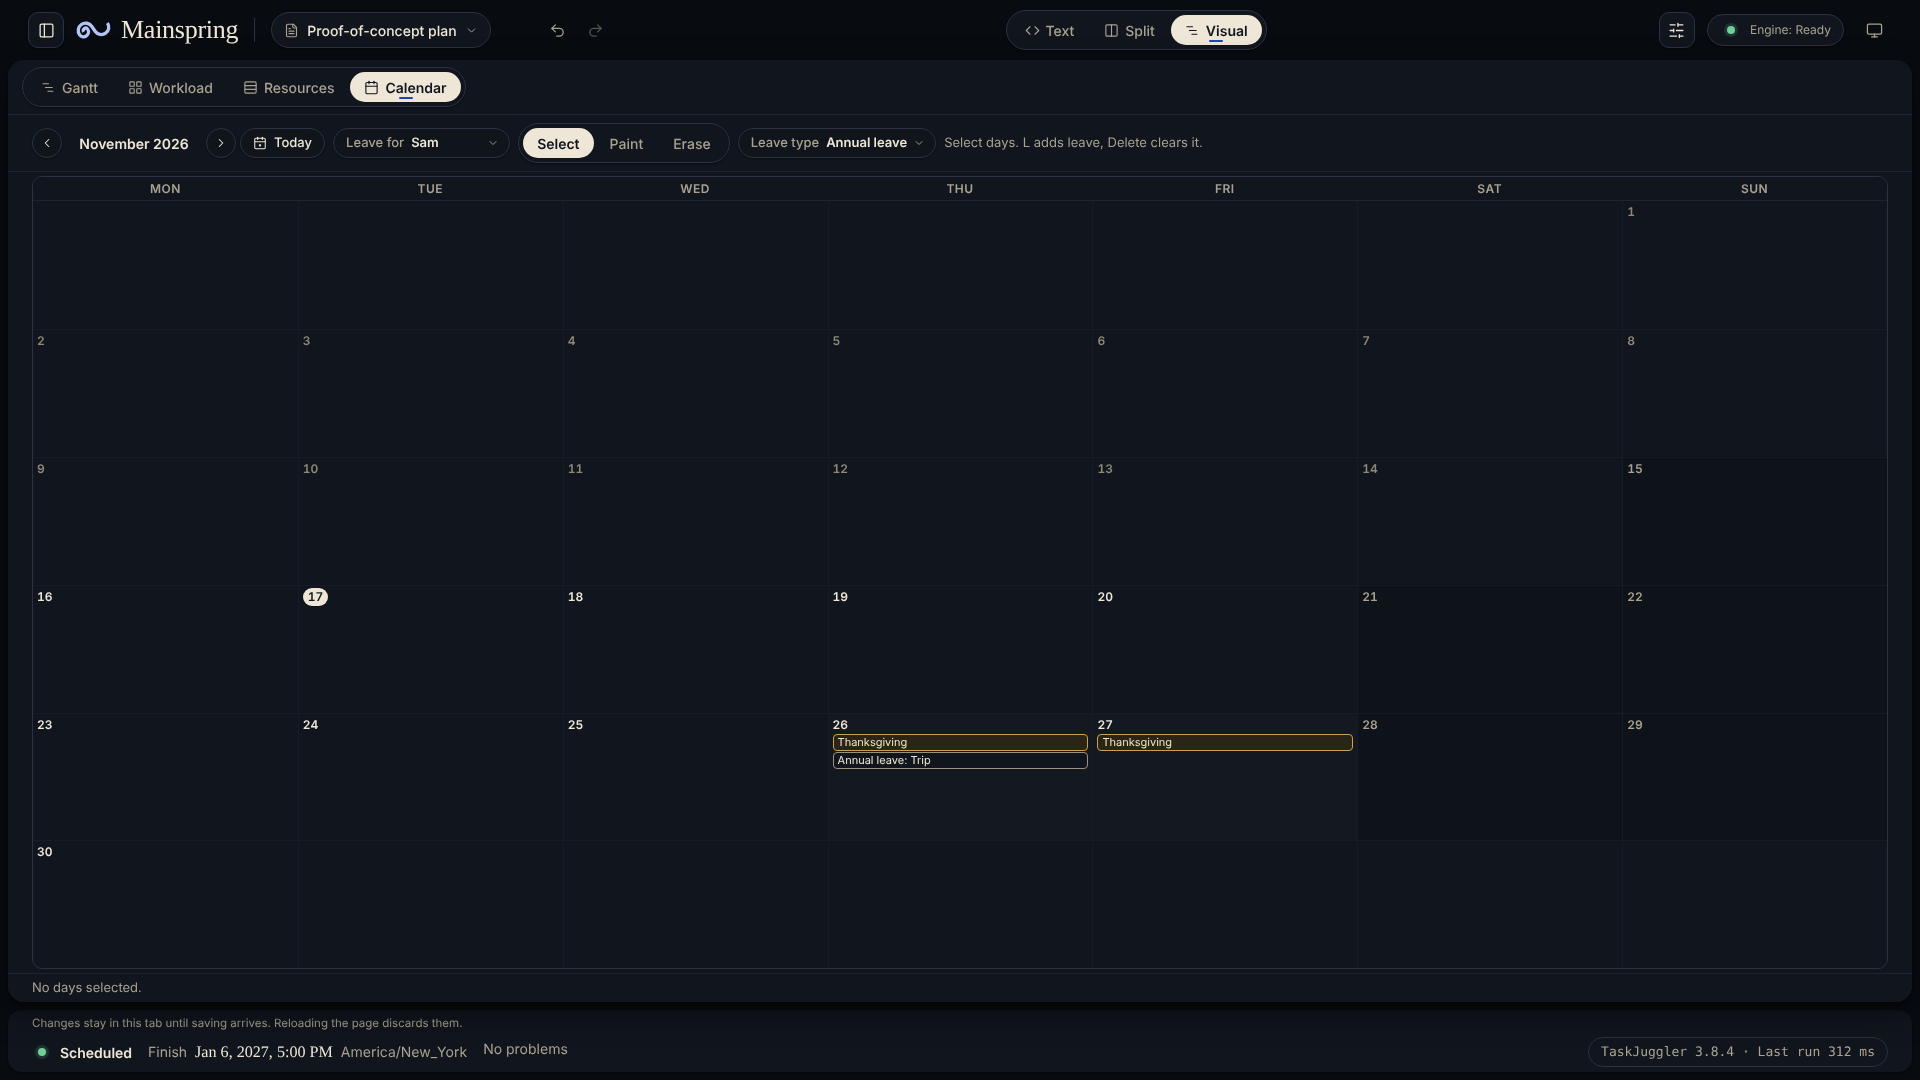 Mainspring
Proof-of-concept plan
Text
Split
Visual
Engine: Ready
Gantt
Workload
Resources
Calendar
November 2026
Today
Leave for Sam
Select
Paint
Erase
Leave type Annual leave
Select days. L adds leave, Delete clears it.
MON TUE WED THU FRI SAT SUN
1
2 3 4 5 6 7 8
9 10 11 12 13 14 15
16 17 18 19 20 21 22
23 24 25 26 27 28 29
Thanksgiving Thanksgiving
Annual leave: Trip
30
No days selected.
Changes stay in this tab until saving arrives. Reloading the page discards them.
Scheduled Finish Jan 6, 2027, 5:00 PM America/New_York No problems
TaskJuggler 3.8.4 · Last run 312 ms